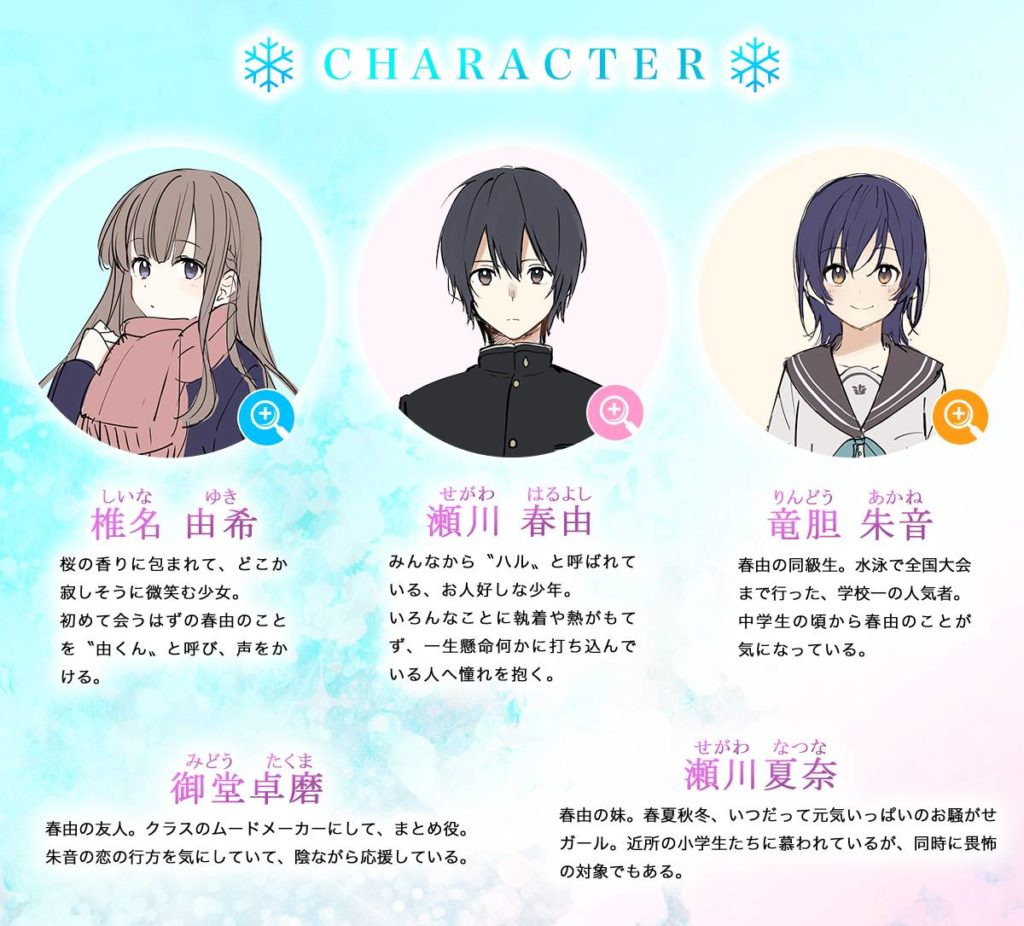 CHARACTER
しいな ゆき
椎名 由希
桜の香りに包まれて、どこか
寂しそうに微笑む少女。
初めて会うはずの春由のこと
を〝由くん〟と呼び、声をか
ける。
せがわ はるよし
瀬川 春由
みんなから〝ハル〟と呼ばれて
いる、お人好しな少年。
いろんなことに執着や熱がもて
ず、一生懸命何かに打ち込んで
いる人へ憧れを抱く。
りんどう あかね
竜胆 朱音
春由の同級生。水泳で全国大会
まで行った、学校一の人気者。
中学生の頃から春由のことが
気になっている。
みどう たくま
御堂卓磨
春由の友人。クラスのムードメーカーにして、まとめ役。
朱音の恋の行方を気にしていて、陰ながら応援している。
せがわ なつな
瀬川夏奈
春由の妹。春夏秋冬、いつだって元気いっぱいのお騒がせ
ガール。近所の小学生たちに慕われているが、同時に畏怖
の対象でもある。